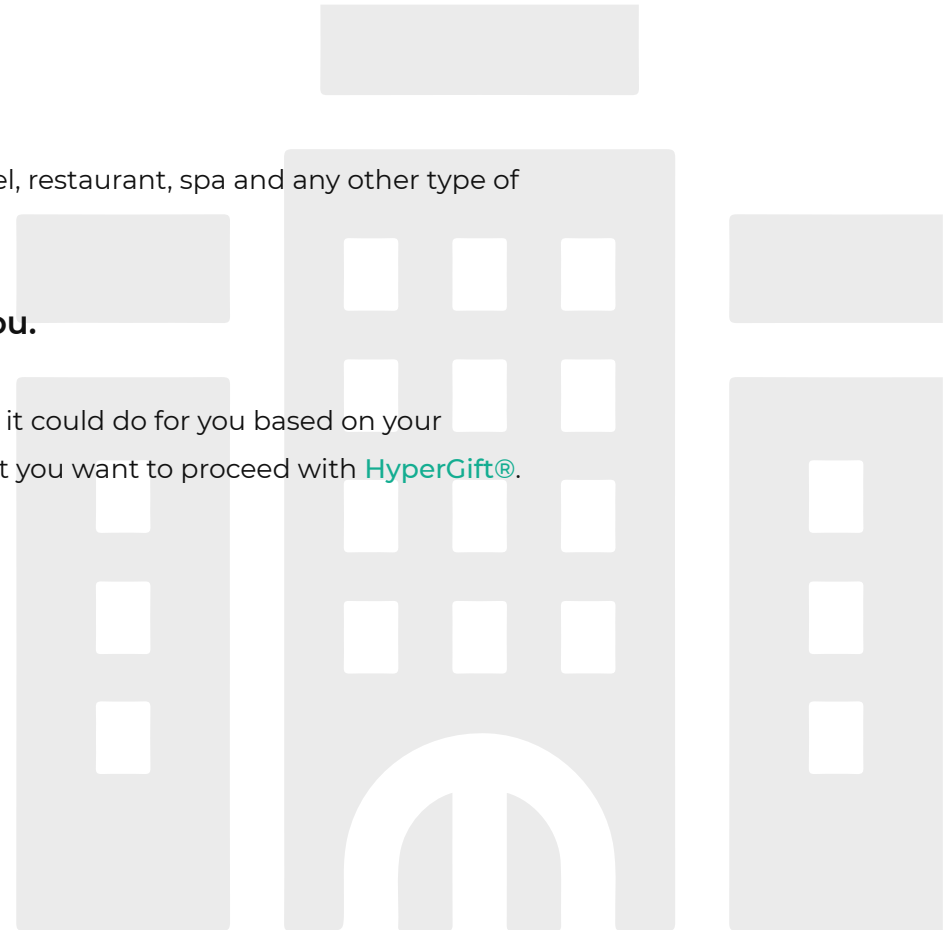 el, restaurant, spa and any other type of
ou.
it could do for you based on your
t you want to proceed with HyperGift®.